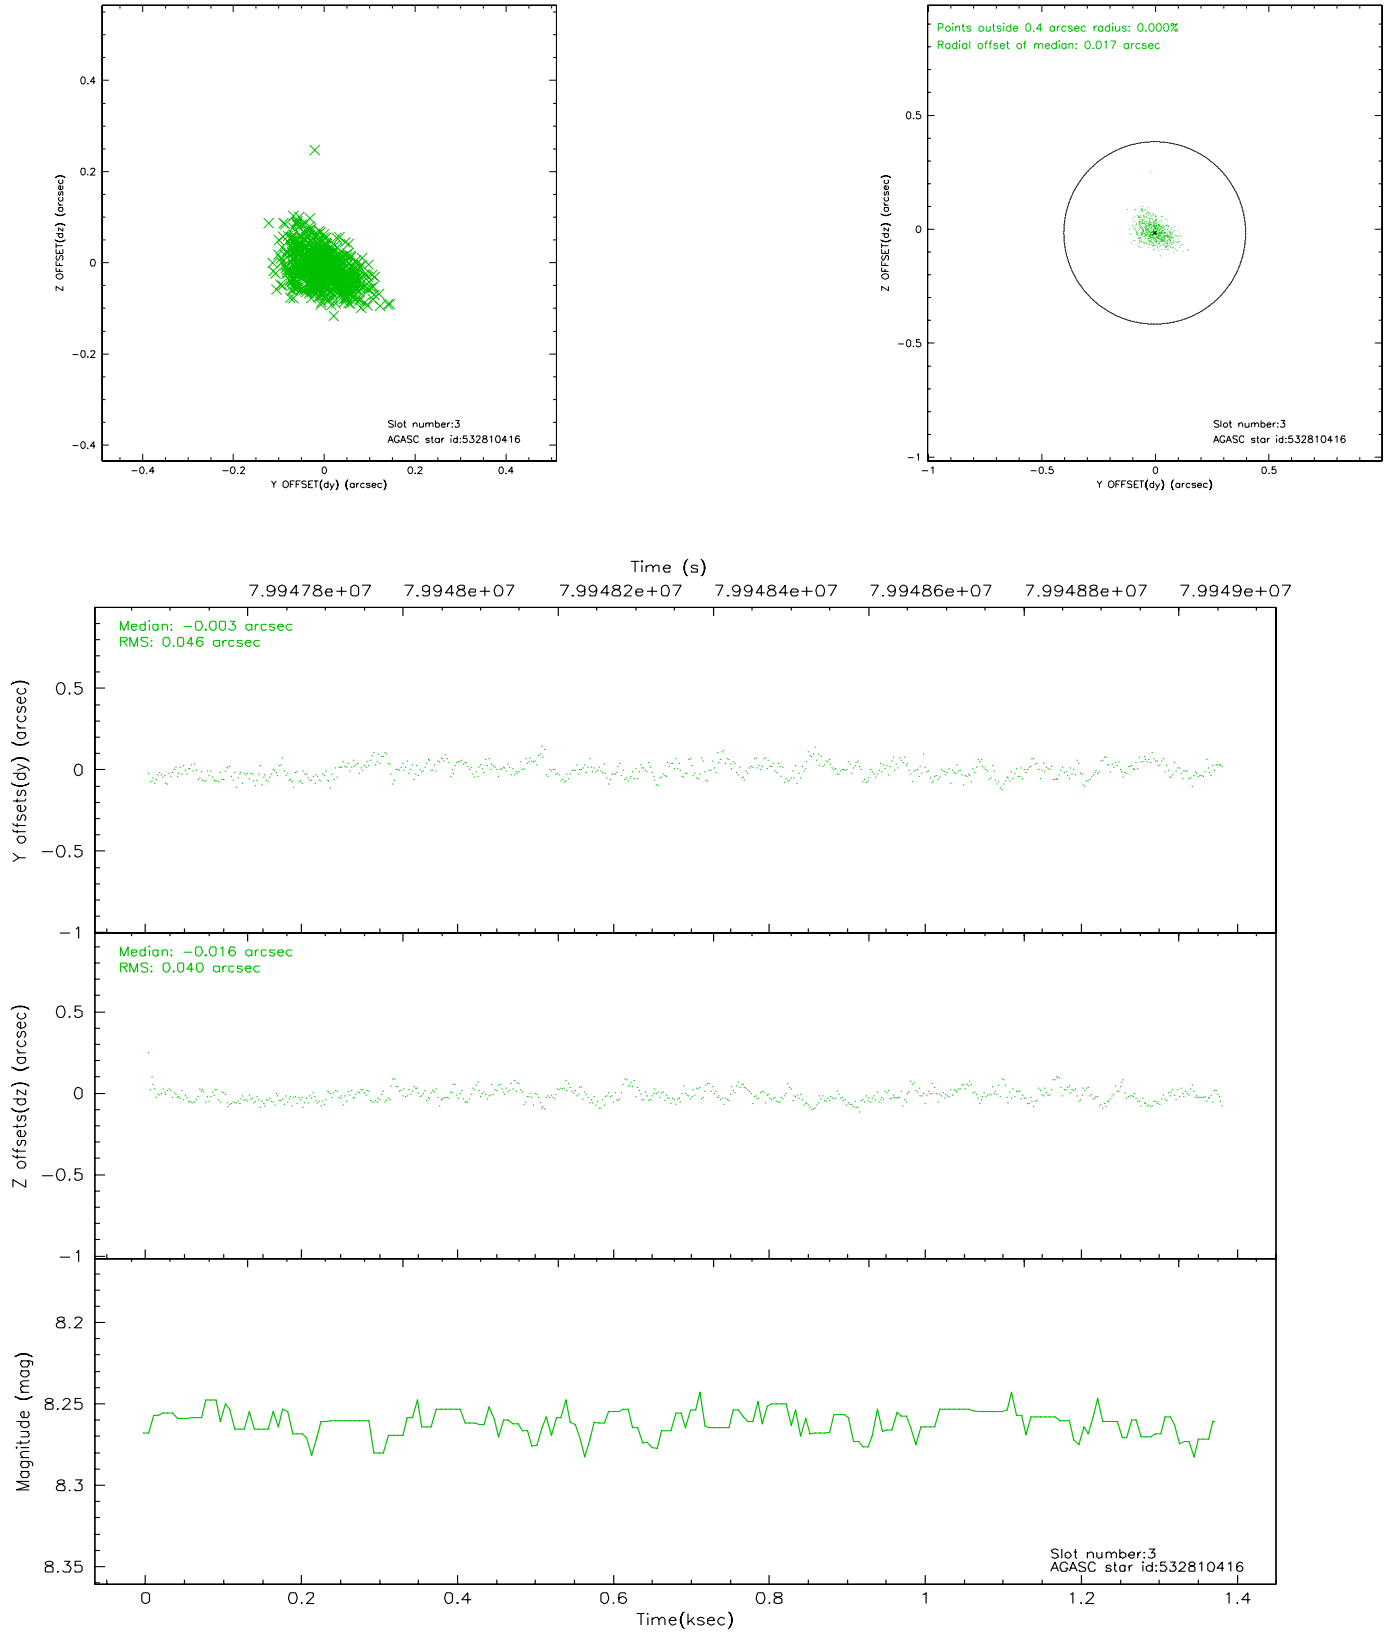 0.4
0.2
0
−0.2
−0.4
Z OFFSET(dz) (arcsec)
Slot number:3
AGASC star id:532810416
−0.4 −0.2 0 0.2 0.4
Y OFFSET(dy) (arcsec)
Points outside 0.4 arcsec radius: 0.000%
Radial offset of median: 0.017 arcsec
0.5
0
−0.5
−1
Z OFFSET(dz) (arcsec)
Slot number:3
AGASC star id:532810416
−1 −0.5 0 0.5
Y OFFSET(dy) (arcsec)
Time (s)
7.99478e+07 7.9948e+07 7.99482e+07 7.99484e+07 7.99486e+07 7.99488e+07 7.9949e+07
Median: −0.003 arcsec
RMS: 0.046 arcsec
0.5
0
−0.5
−1
Y offsets(dy) (arcsec)
Median: −0.016 arcsec
RMS: 0.040 arcsec
0.5
0
−0.5
−1
Z offsets(dz) (arcsec)
8.2
8.25
8.3
8.35
Magnitude (mag)
Slot number:3
AGASC star id:532810416
0 0.2 0.4 0.6 0.8 1 1.2 1.4
Time(ksec)